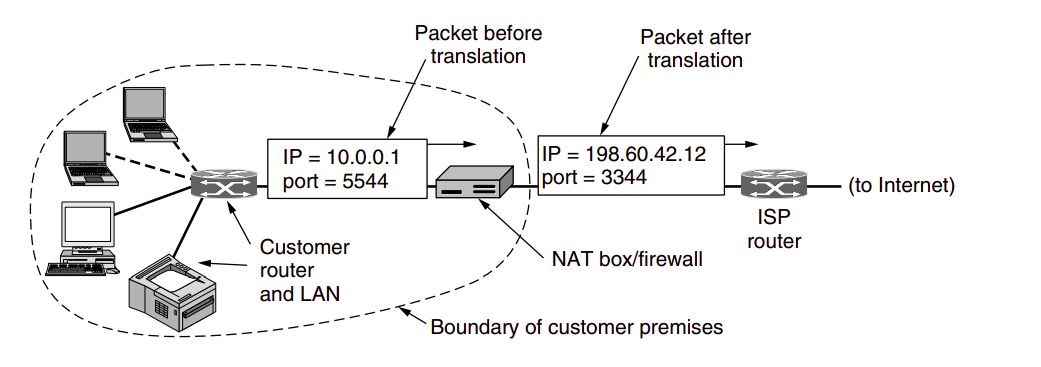 Packet before
translation
Packet after
translation
IP = 10.0.0.1
port = 5544
IP = 198.60.42.12
port = 3344
(to Internet)
ISP
router
Customer
router
and LAN
NAT box/firewall
Boundary of customer premises